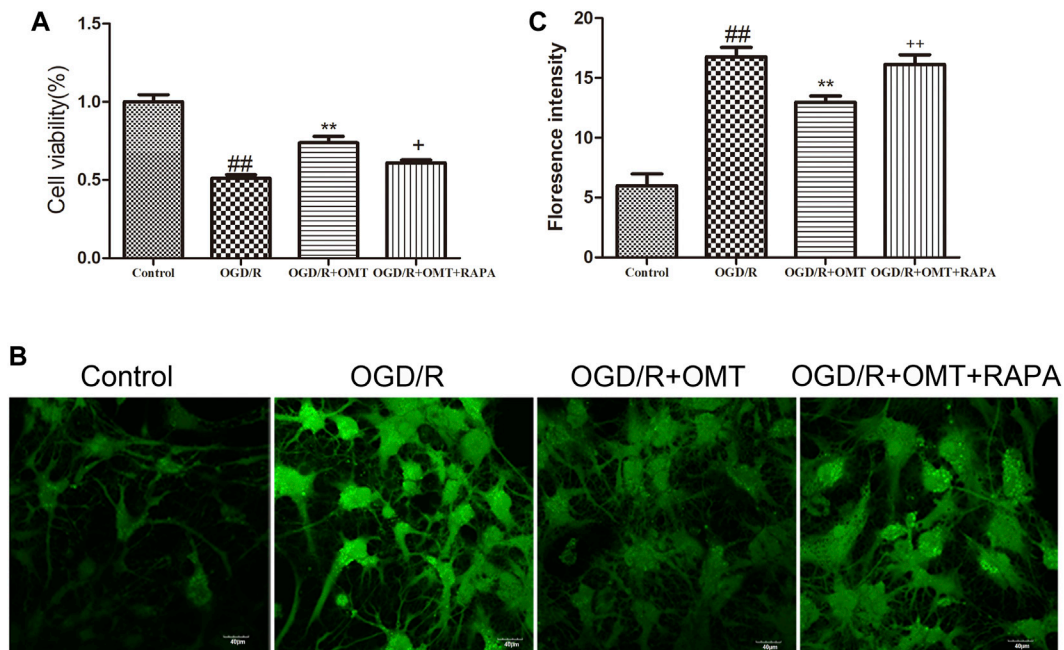 A
Cell viability(%)
1.5
1.0
0.5
0.0
##
**
+
Control
OGD/R
OGD/R+OMT
OGD/R+OMT+RAPA
C
Floresence intensity
20
15
10
5
0
##
**
++
Control
OGD/R
OGD/R+OMT
OGD/R+OMT+RAPA
B
Control
OGD/R
OGD/R+OMT
OGD/R+OMT+RAPA
40μm
40μm
40μm
40μm